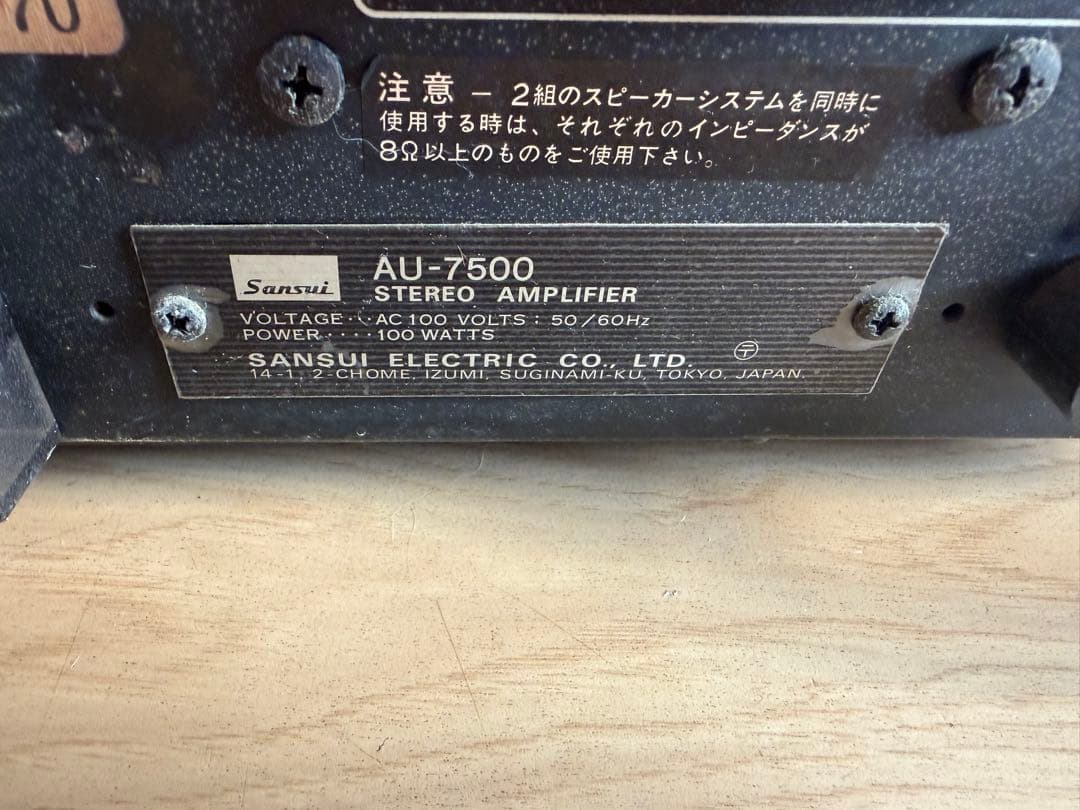 注意 － 2組のスピーカーシステムを同時に
使用する時は、それぞれのインピーダンスが
8Ω以上のものをご使用下さい。
Sansui
AU-7500
STEREO AMPLIFIER
VOLTAGE・・・AC 100 VOLTS : 50/60Hz
POWER・・・・100 WATTS
SANSUI ELECTRIC CO., LTD. 〒
14-1, 2-CHOME, IZUMI, SUGINAMI-KU, TOKYO, JAPAN.